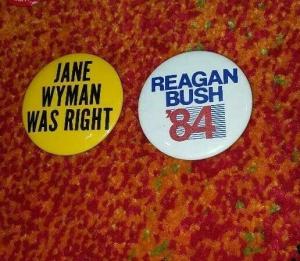 JANE
WYMAN
WAS RIGHT
REAGAN
BUSH
'84